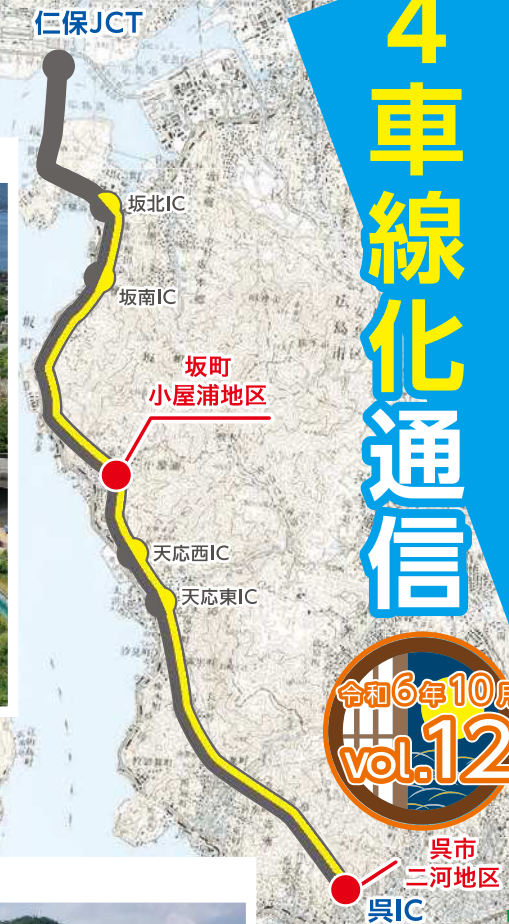 仁保JCT
4車線化通信
坂北IC
坂南IC
坂町
小屋浦地区
天応西IC
天応東IC
令和6年10月
vol.12
呉市
二河地区
呉IC